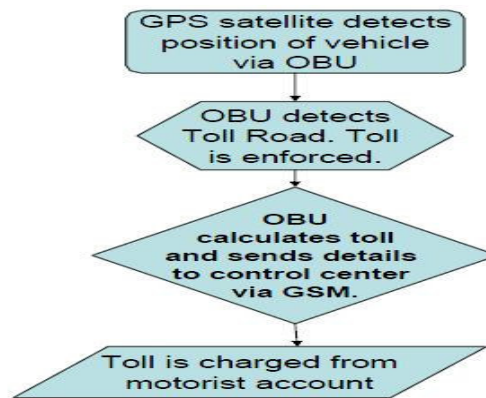 GPS satellite detects
position of vehicle
via OBU
OBU detects
Toll Road. Toll
is enforced.
OBU
calculates toll
and sends details
to control center
via GSM.
Toll is charged from
motorist account